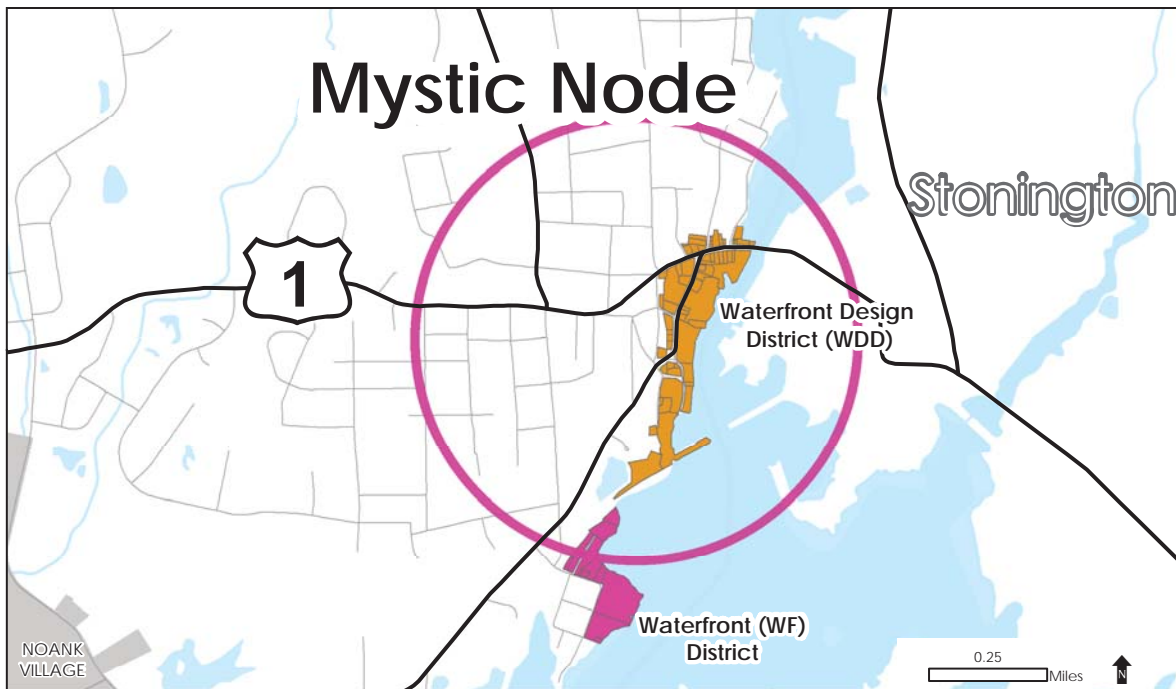 Mystic Node
Stonington
1
Waterfront Design
District (WDD)
Waterfront (WF)
District
NOANK
VILLAGE
0.25
Miles
N